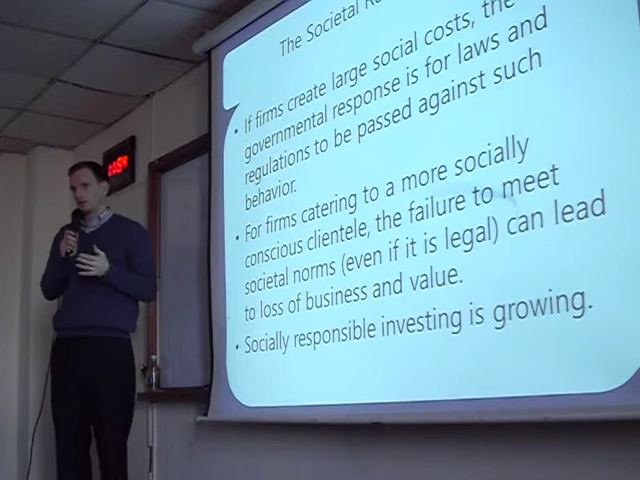 The Societal
• If firms create large social costs, the
governmental response is for laws and
regulations to be passed against such
behavior.
• For firms catering to a more socially
conscious clientele, the failure to meet
societal norms (even if it is legal) can lead
to loss of business and value.
• Socially responsible investing is growing.